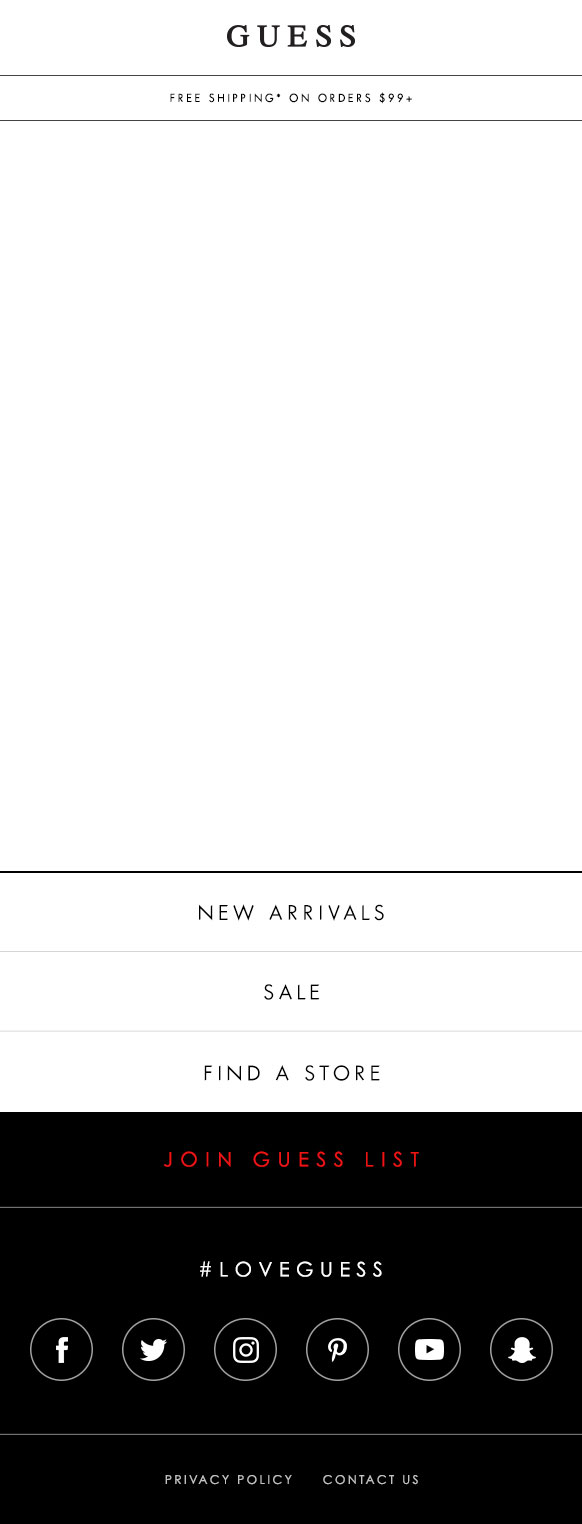 GUESS
FREE SHIPPING* ON ORDERS $99+
NEW ARRIVALS
SALE
FIND A STORE
JOIN GUESS LIST
#LOVEGUESS
PRIVACY POLICY CONTACT US